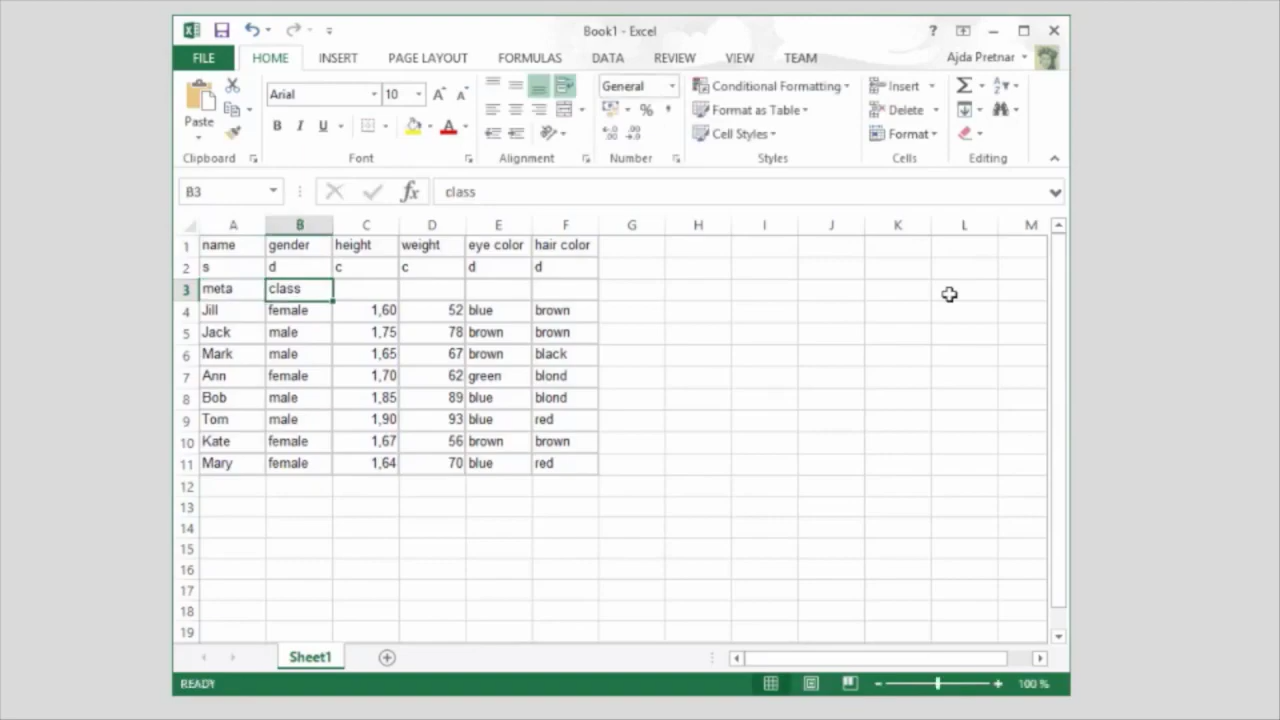 Book1 - Excel
?
FILE HOME INSERT PAGE LAYOUT FORMULAS DATA REVIEW VIEW TEAM Ajda Pretnar
Paste Arial 10 A A General Conditional Formatting Insert
% Format as Table Delete
B I U A Cell Styles Format
Clipboard Font Alignment Number Styles Cells Editing
B3 fx class
A B C D E F G H I J K L M
1 name gender height weight eye color hair color
2 s d c c d d
3 meta class
4 Jill female 1,60 52 blue brown
5 Jack male 1,75 78 brown brown
6 Mark male 1,65 67 brown black
7 Ann female 1,70 62 green blond
8 Bob male 1,85 89 blue blond
9 Tom male 1,90 93 blue red
10 Kate female 1,67 56 brown brown
11 Mary female 1,64 70 blue red
12
13
14
15
16
17
18
19
Sheet1
READY 100 %